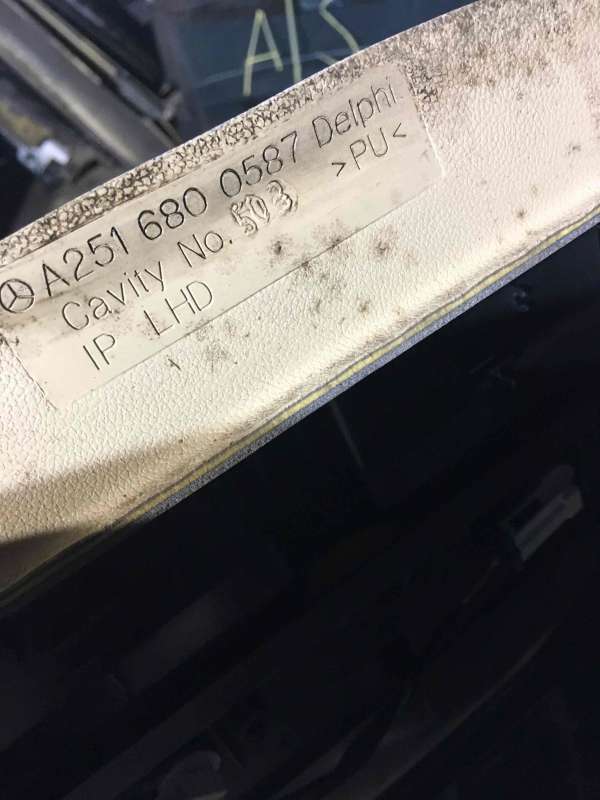 A/S
A251 680 0587 Delphi
Cavity No. 503 >PU<
IP LHD